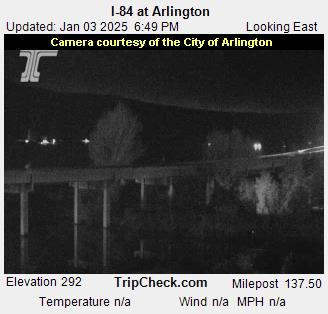 I-84 at Arlington
Updated: Jan 03 2025 6:49 PM Looking East
Camera courtesy of the City of Arlington
Elevation 292 TripCheck.com Milepost 137.50
Temperature n/a Wind n/a MPH n/a